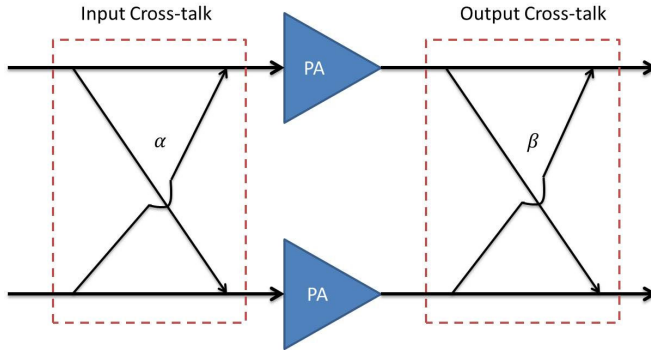 Input Cross-talk
Output Cross-talk
PA
α
β
PA